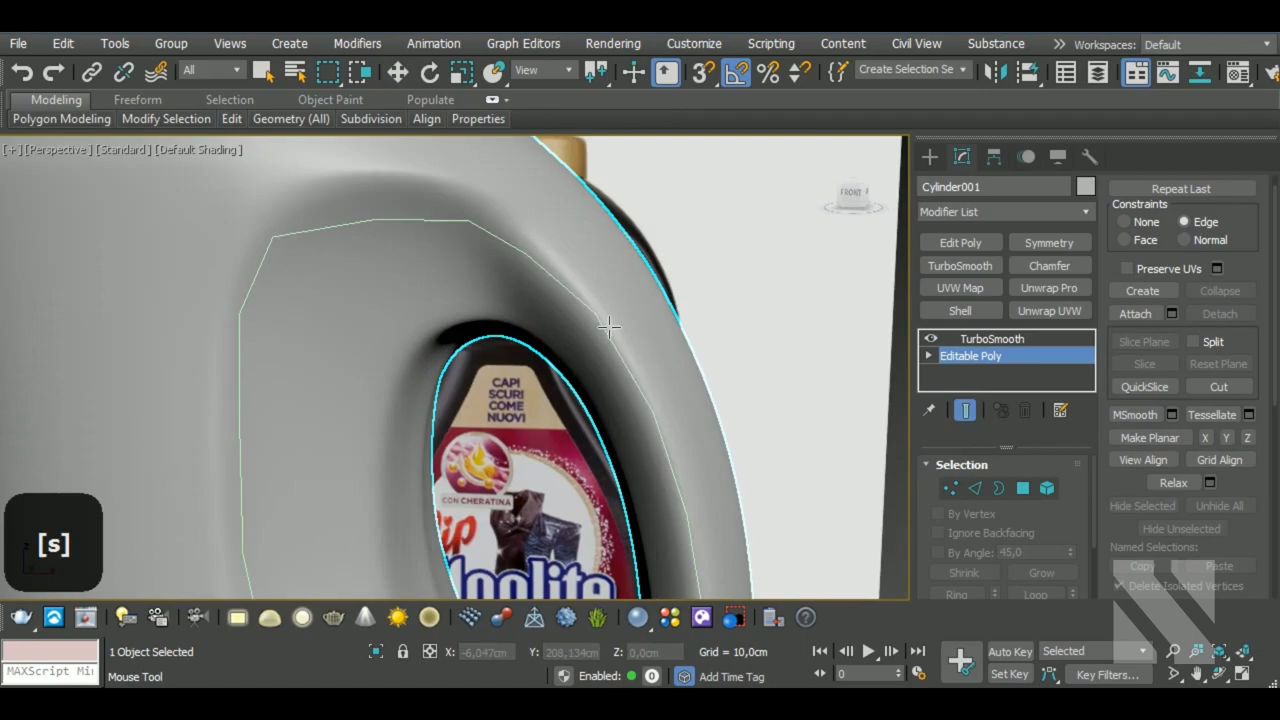 File Edit Tools Group Views Create Modifiers Animation Graph Editors Rendering Customize Scripting Content Civil View Substance Workspaces: Default
All View Create Selection Se
Modeling Freeform Selection Object Paint Populate
Polygon Modeling Modify Selection Edit Geometry (All) Subdivision Align Properties
[+] [Perspective] [Standard] [Default Shading]
FRONT
CAPI
SCURI
COME
NUOVI
CON CHERATINA
Woolite
[s]
Cylinder001
Modifier List
Edit Poly Symmetry
TurboSmooth Chamfer
UVW Map Unwrap Pro
Shell Unwrap UVW
TurboSmooth
Editable Poly
Selection
By Vertex
Ignore Backfacing
By Angle: 45,0
Shrink Grow
Ring Loop
Repeat Last
Constraints
None Edge
Face Normal
Preserve UVs
Create Collapse
Attach Detach
Slice Plane Split
Slice Reset Plane
QuickSlice Cut
MSmooth Tessellate
Make Planar X Y Z
View Align Grid Align
Relax
Hide Selected Unhide All
Hide Unselected
Named Selections:
Copy Paste
Delete Isolated Vertices
1 Object Selected X: -6,047cm Y: 208,134cm Z: 0,0cm Grid = 10,0cm Auto Key Selected
MAXScript Mi
Mouse Tool Enabled: 0 Add Time Tag 0 Set Key Key Filters...